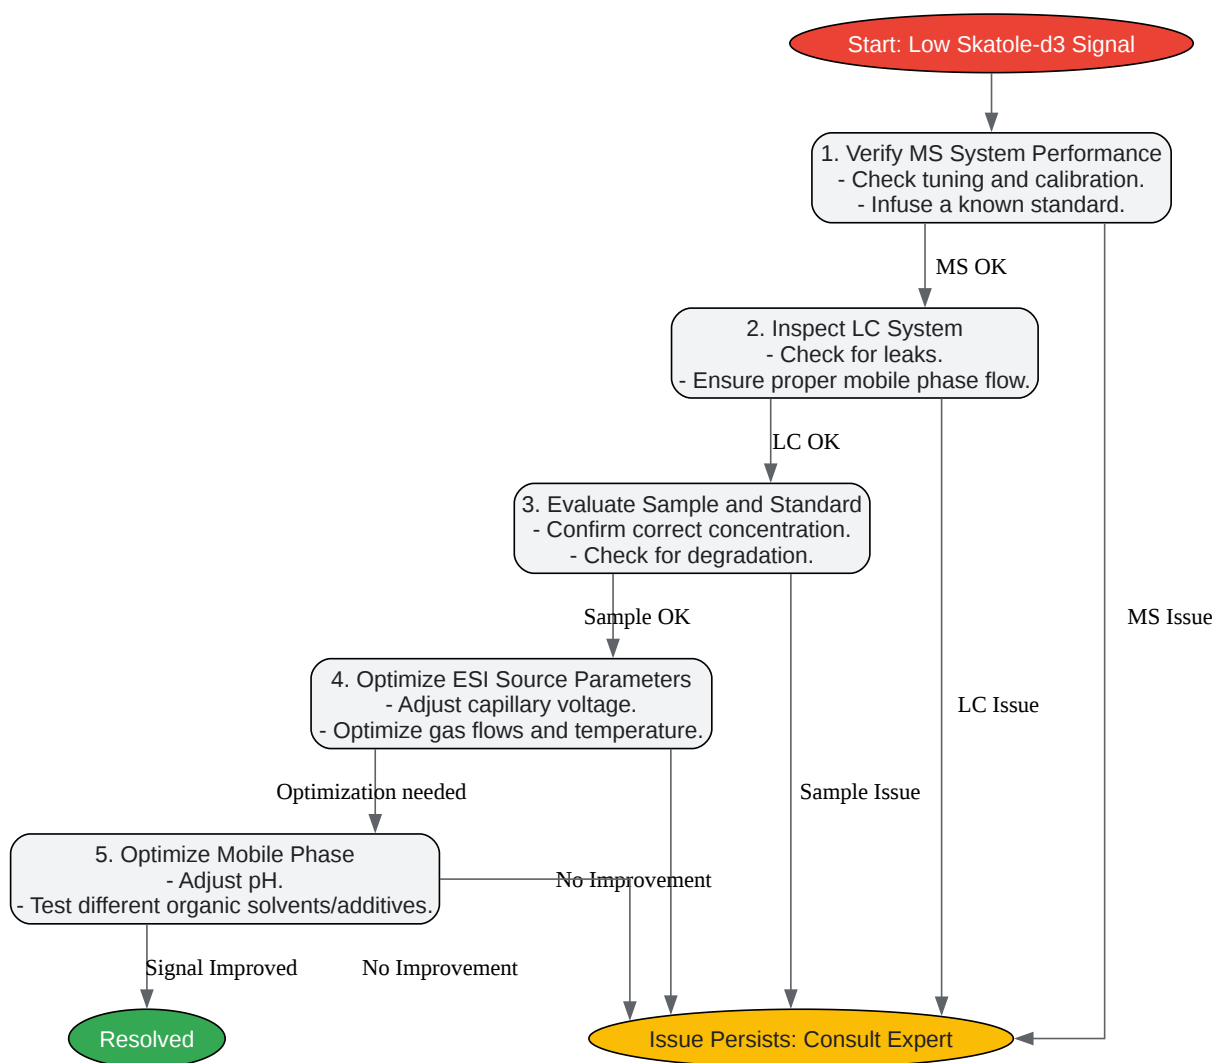 Start: Low Skatole-d3 Signal
1. Verify MS System Performance
- Check tuning and calibration.
- Infuse a known standard.
MS OK
2. Inspect LC System
- Check for leaks.
- Ensure proper mobile phase flow.
LC OK
3. Evaluate Sample and Standard
- Confirm correct concentration.
- Check for degradation.
Sample OK
MS Issue
4. Optimize ESI Source Parameters
- Adjust capillary voltage.
- Optimize gas flows and temperature.
LC Issue
Optimization needed
Sample Issue
5. Optimize Mobile Phase
- Adjust pH.
- Test different organic solvents/additives.
No Improvement
Signal Improved
No Improvement
Resolved
Issue Persists: Consult Expert